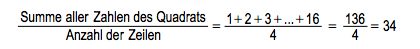 Summe aller Zahlen des Quadrats / Anzahl der Zeilen = 1+2+3+...+16 / 4 = 136 / 4 = 34